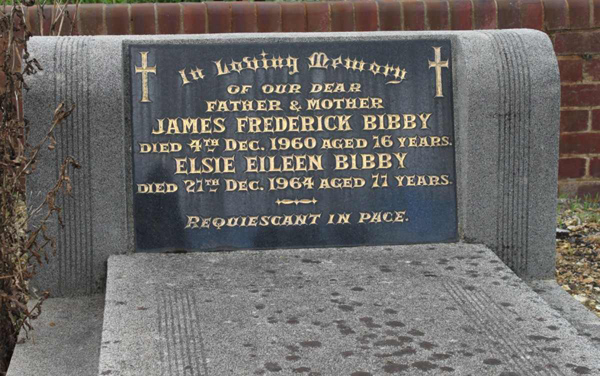 In Loving Memory
OF OUR DEAR
FATHER & MOTHER
JAMES FREDERICK BIBBY
DIED 4TH DEC. 1960 AGED 76 YEARS.
ELSIE EILEEN BIBBY
DIED 27TH DEC. 1964 AGED 77 YEARS.
REQUIESCANT IN PACE.